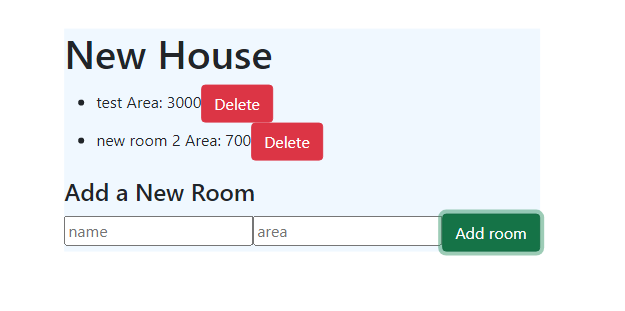 New House
test Area: 3000 Delete
new room 2 Area: 700 Delete
Add a New Room
name area Add room